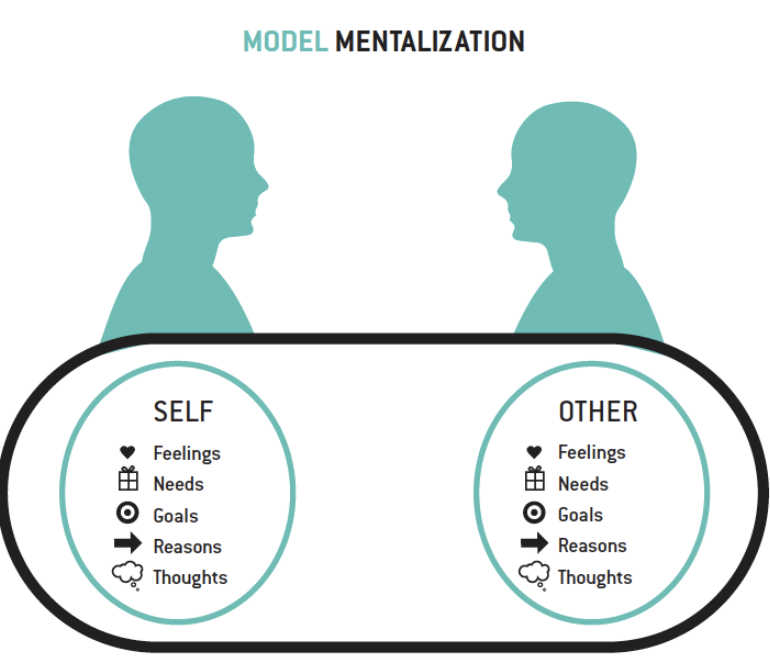 MODEL MENTALIZATION
SELF
Feelings
Needs
Goals
Reasons
Thoughts
OTHER
Feelings
Needs
Goals
Reasons
Thoughts